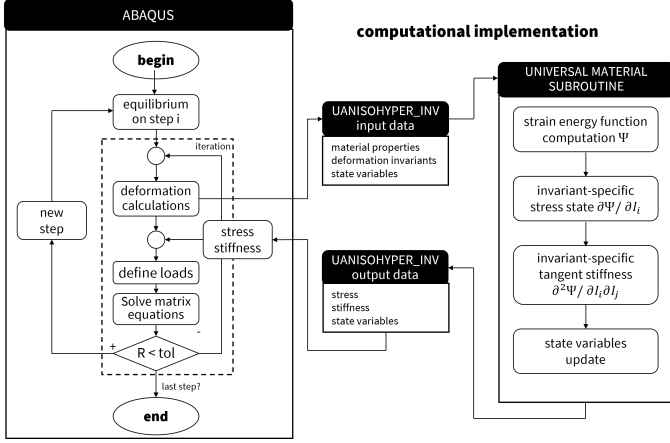 ABAQUS
computational implementation
begin
equilibrium
on step i
iteration
deformation
calculations
new
step
stress
stiffness
define loads
Solve matrix
equations
-
+
R < tol
last step?
end
UANISOHYPER_INV
input data
material properties
deformation invariants
state variables
UANISOHYPER_INV
output data
stress
stiffness
state variables
UNIVERSAL MATERIAL
SUBROUTINE
strain energy function
computation Ψ
invariant-specific
stress state ∂Ψ/ ∂Iᵢ
invariant-specific
tangent stiffness
∂²Ψ/ ∂Iᵢ∂Iⱼ
state variables
update